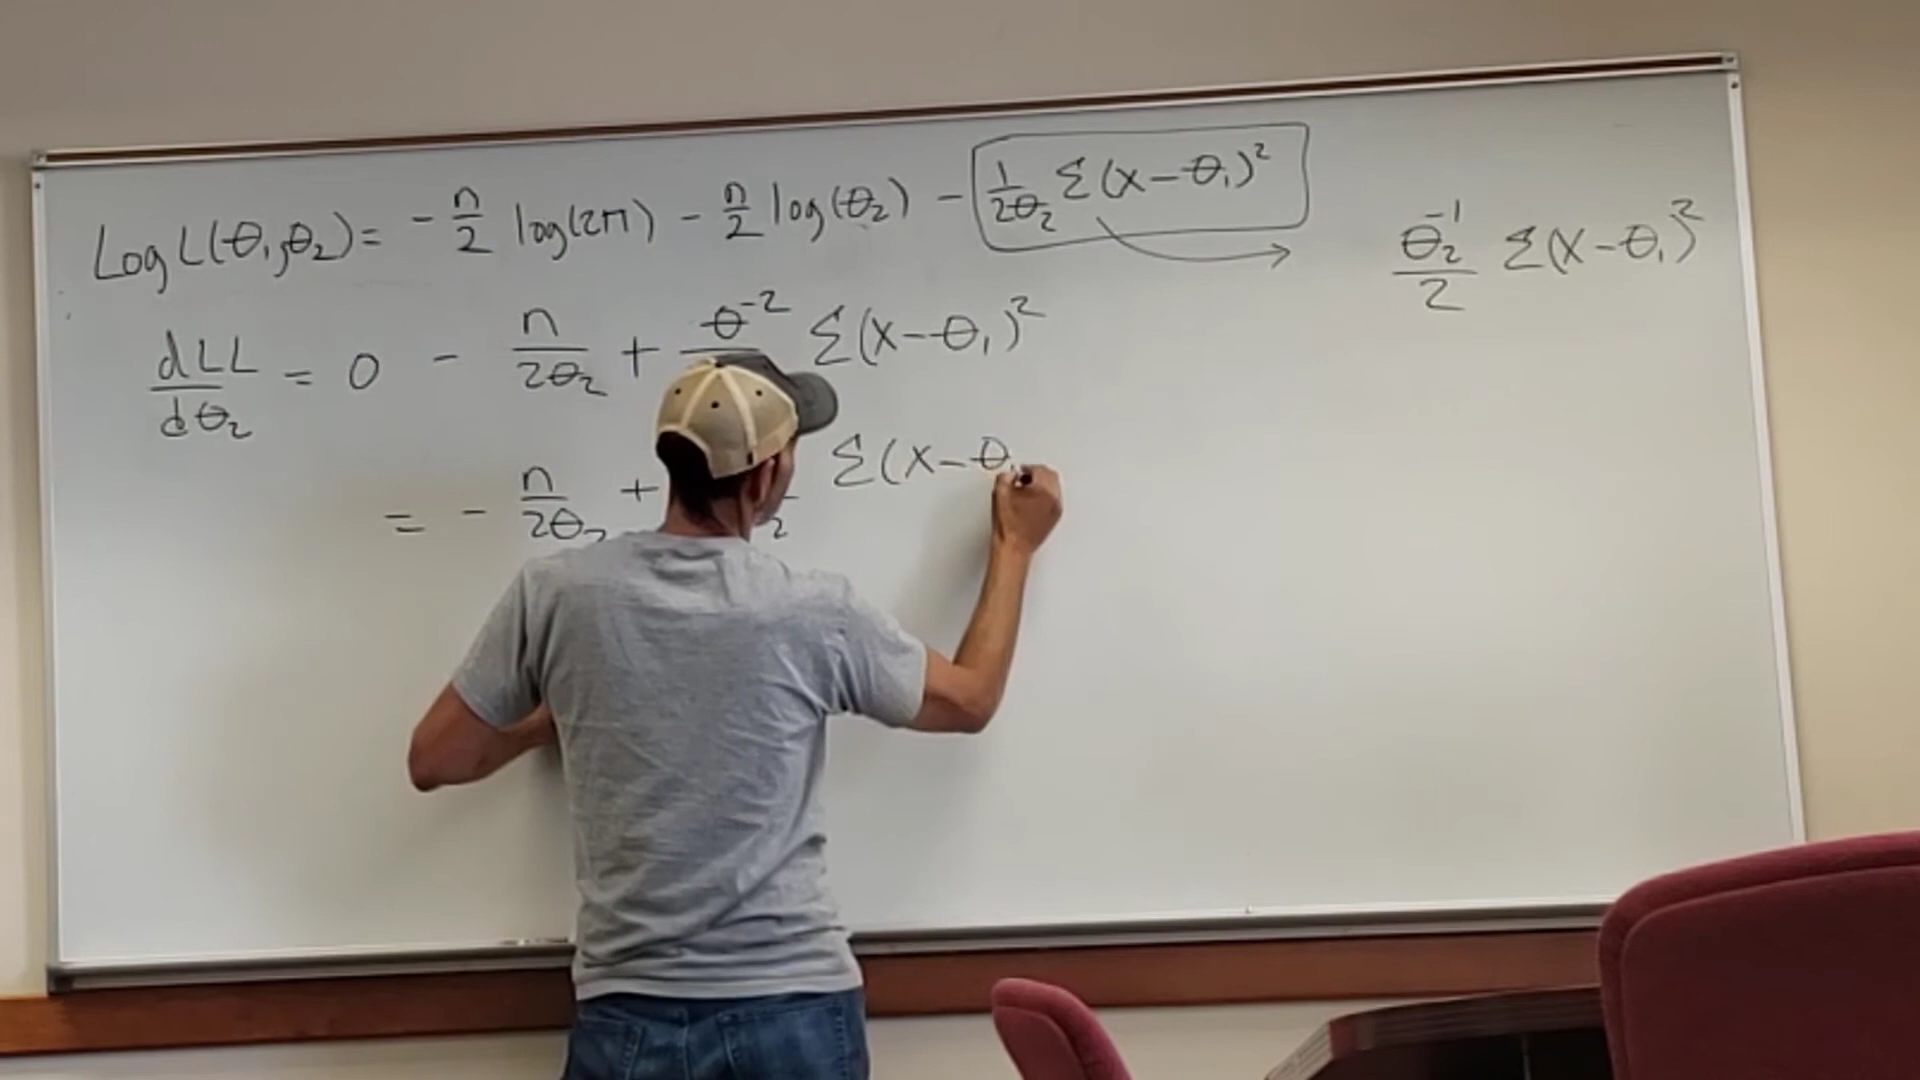 Log L(θ₁,θ₂) = - n/2 log(2π) - n/2 log(θ₂) - 1/2θ₂ Σ(x-θ₁)²
θ₂⁻¹/2 Σ(x-θ₁)²
dLL/dθ₂ = 0 - n/2θ₂ + θ⁻² Σ(x-θ₁)²
= - n/2θ₂ + 2 Σ(x-θ